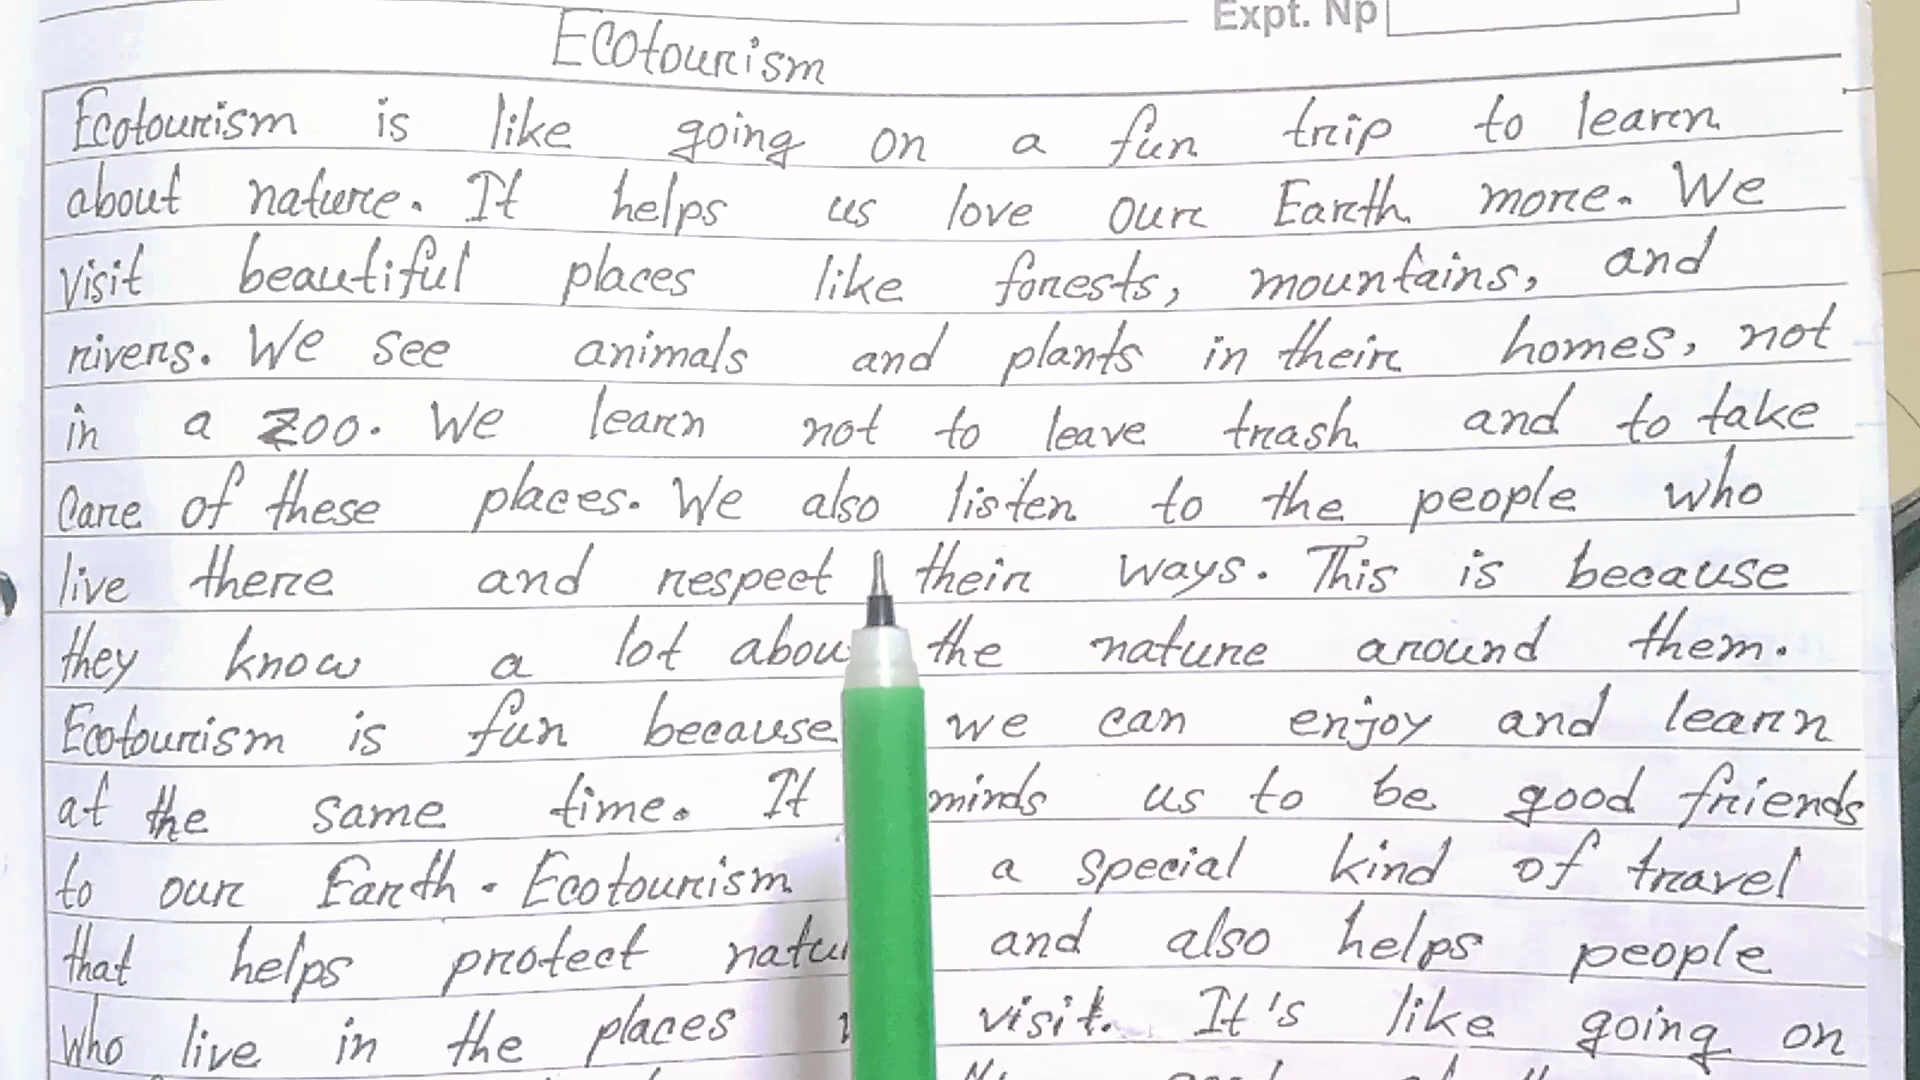 Expt. No
Ecotourism
Ecotourism is like going on a fun trip to learn
about nature. It helps us love our Earth more. We
visit beautiful places like forests, mountains, and
rivers. We see animals and plants in their homes, not
in a zoo. We learn not to leave trash and to take
care of these places. We also listen to the people who
live there and respect their ways. This is because
they know a lot abou the nature around them.
Ecotourism is fun because we can enjoy and learn
at the same time. It minds us to be good friends
to our Earth. Ecotourism a special kind of travel
that helps protect natu and also helps people
who live in the places visit. It's like going on